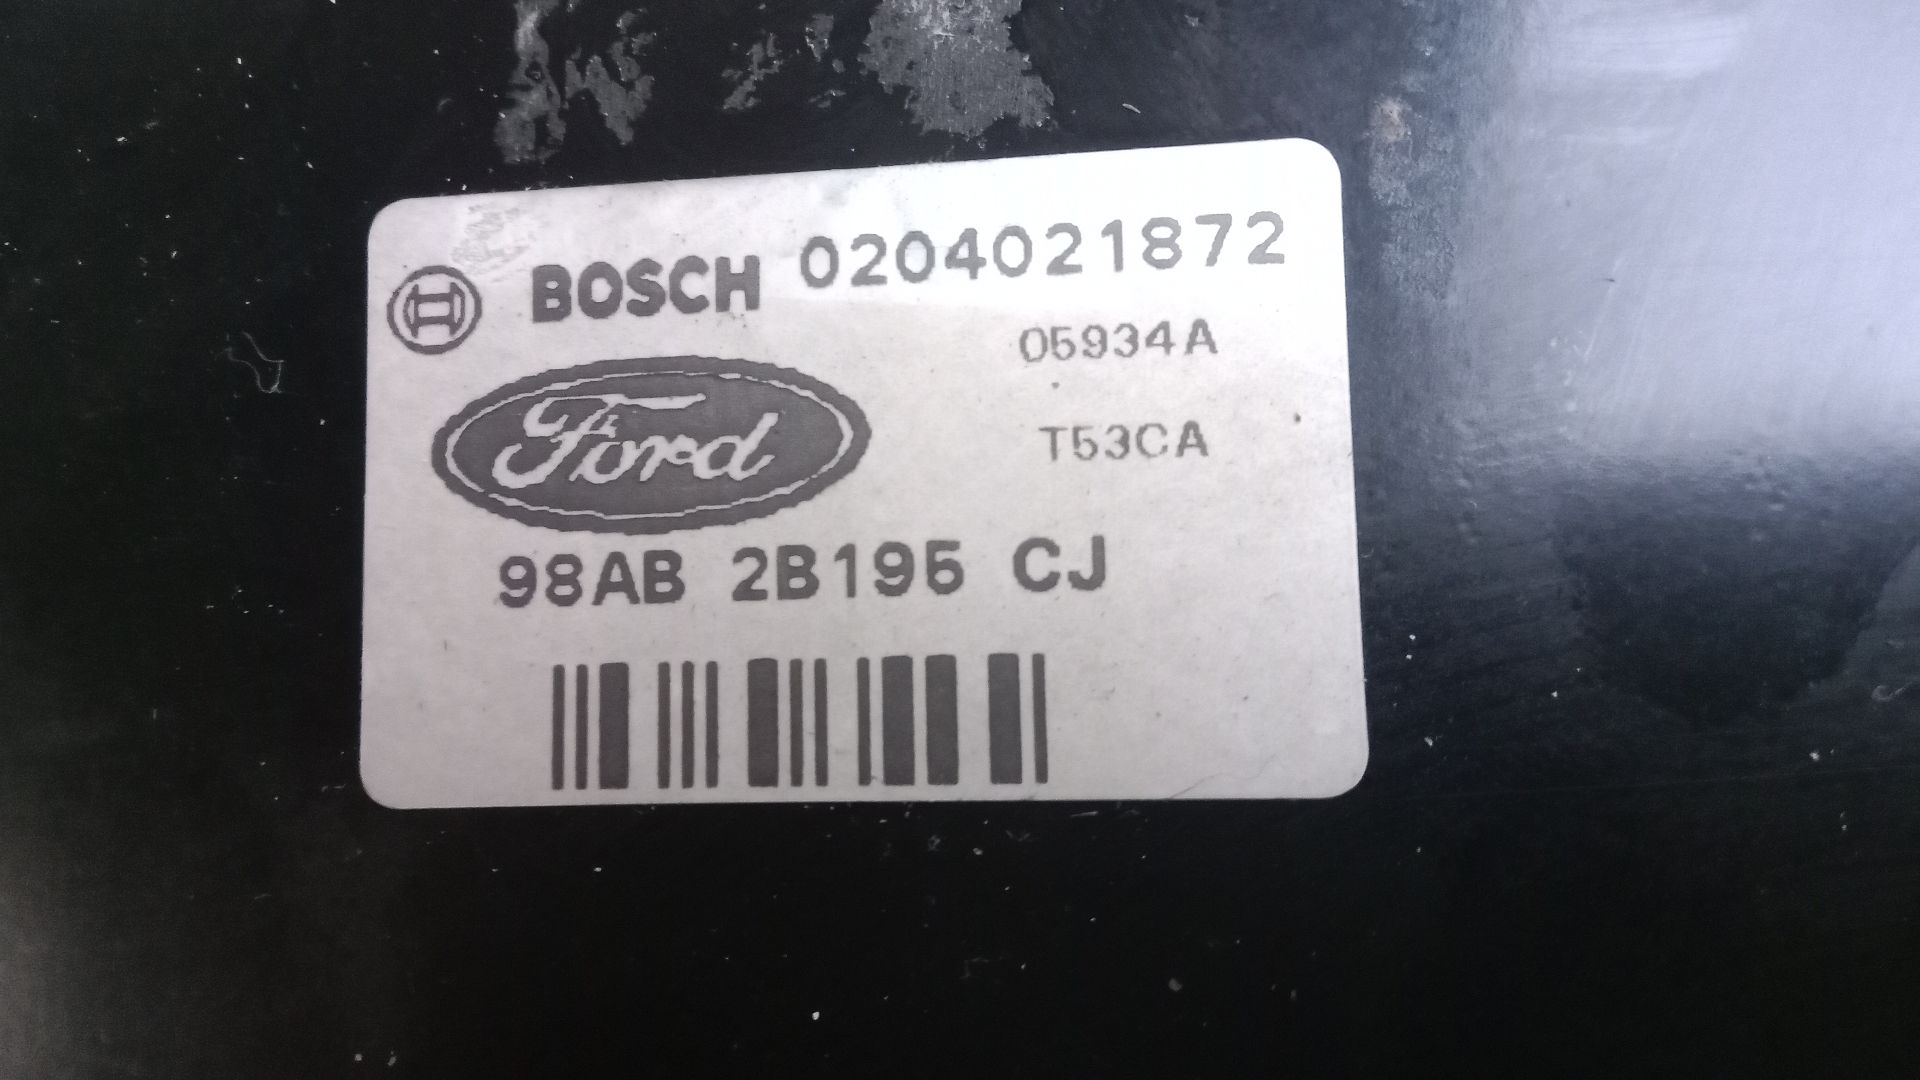 BOSCH 0204021872
05934A
Ford
T53CA
98AB 2B195 CJ